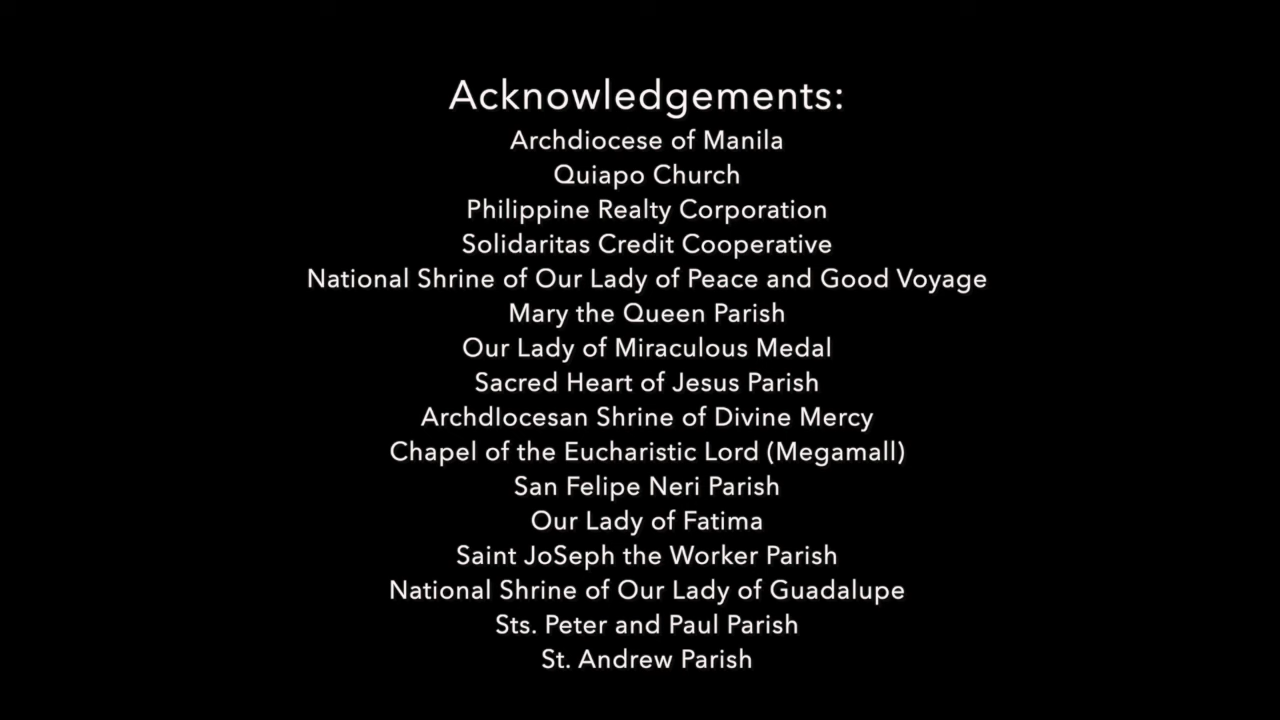 Acknowledgements:
Archdiocese of Manila
Quiapo Church
Philippine Realty Corporation
Solidaritas Credit Cooperative
National Shrine of Our Lady of Peace and Good Voyage
Mary the Queen Parish
Our Lady of Miraculous Medal
Sacred Heart of Jesus Parish
ArchdIocesan Shrine of Divine Mercy
Chapel of the Eucharistic Lord (Megamall)
San Felipe Neri Parish
Our Lady of Fatima
Saint JoSeph the Worker Parish
National Shrine of Our Lady of Guadalupe
Sts. Peter and Paul Parish
St. Andrew Parish